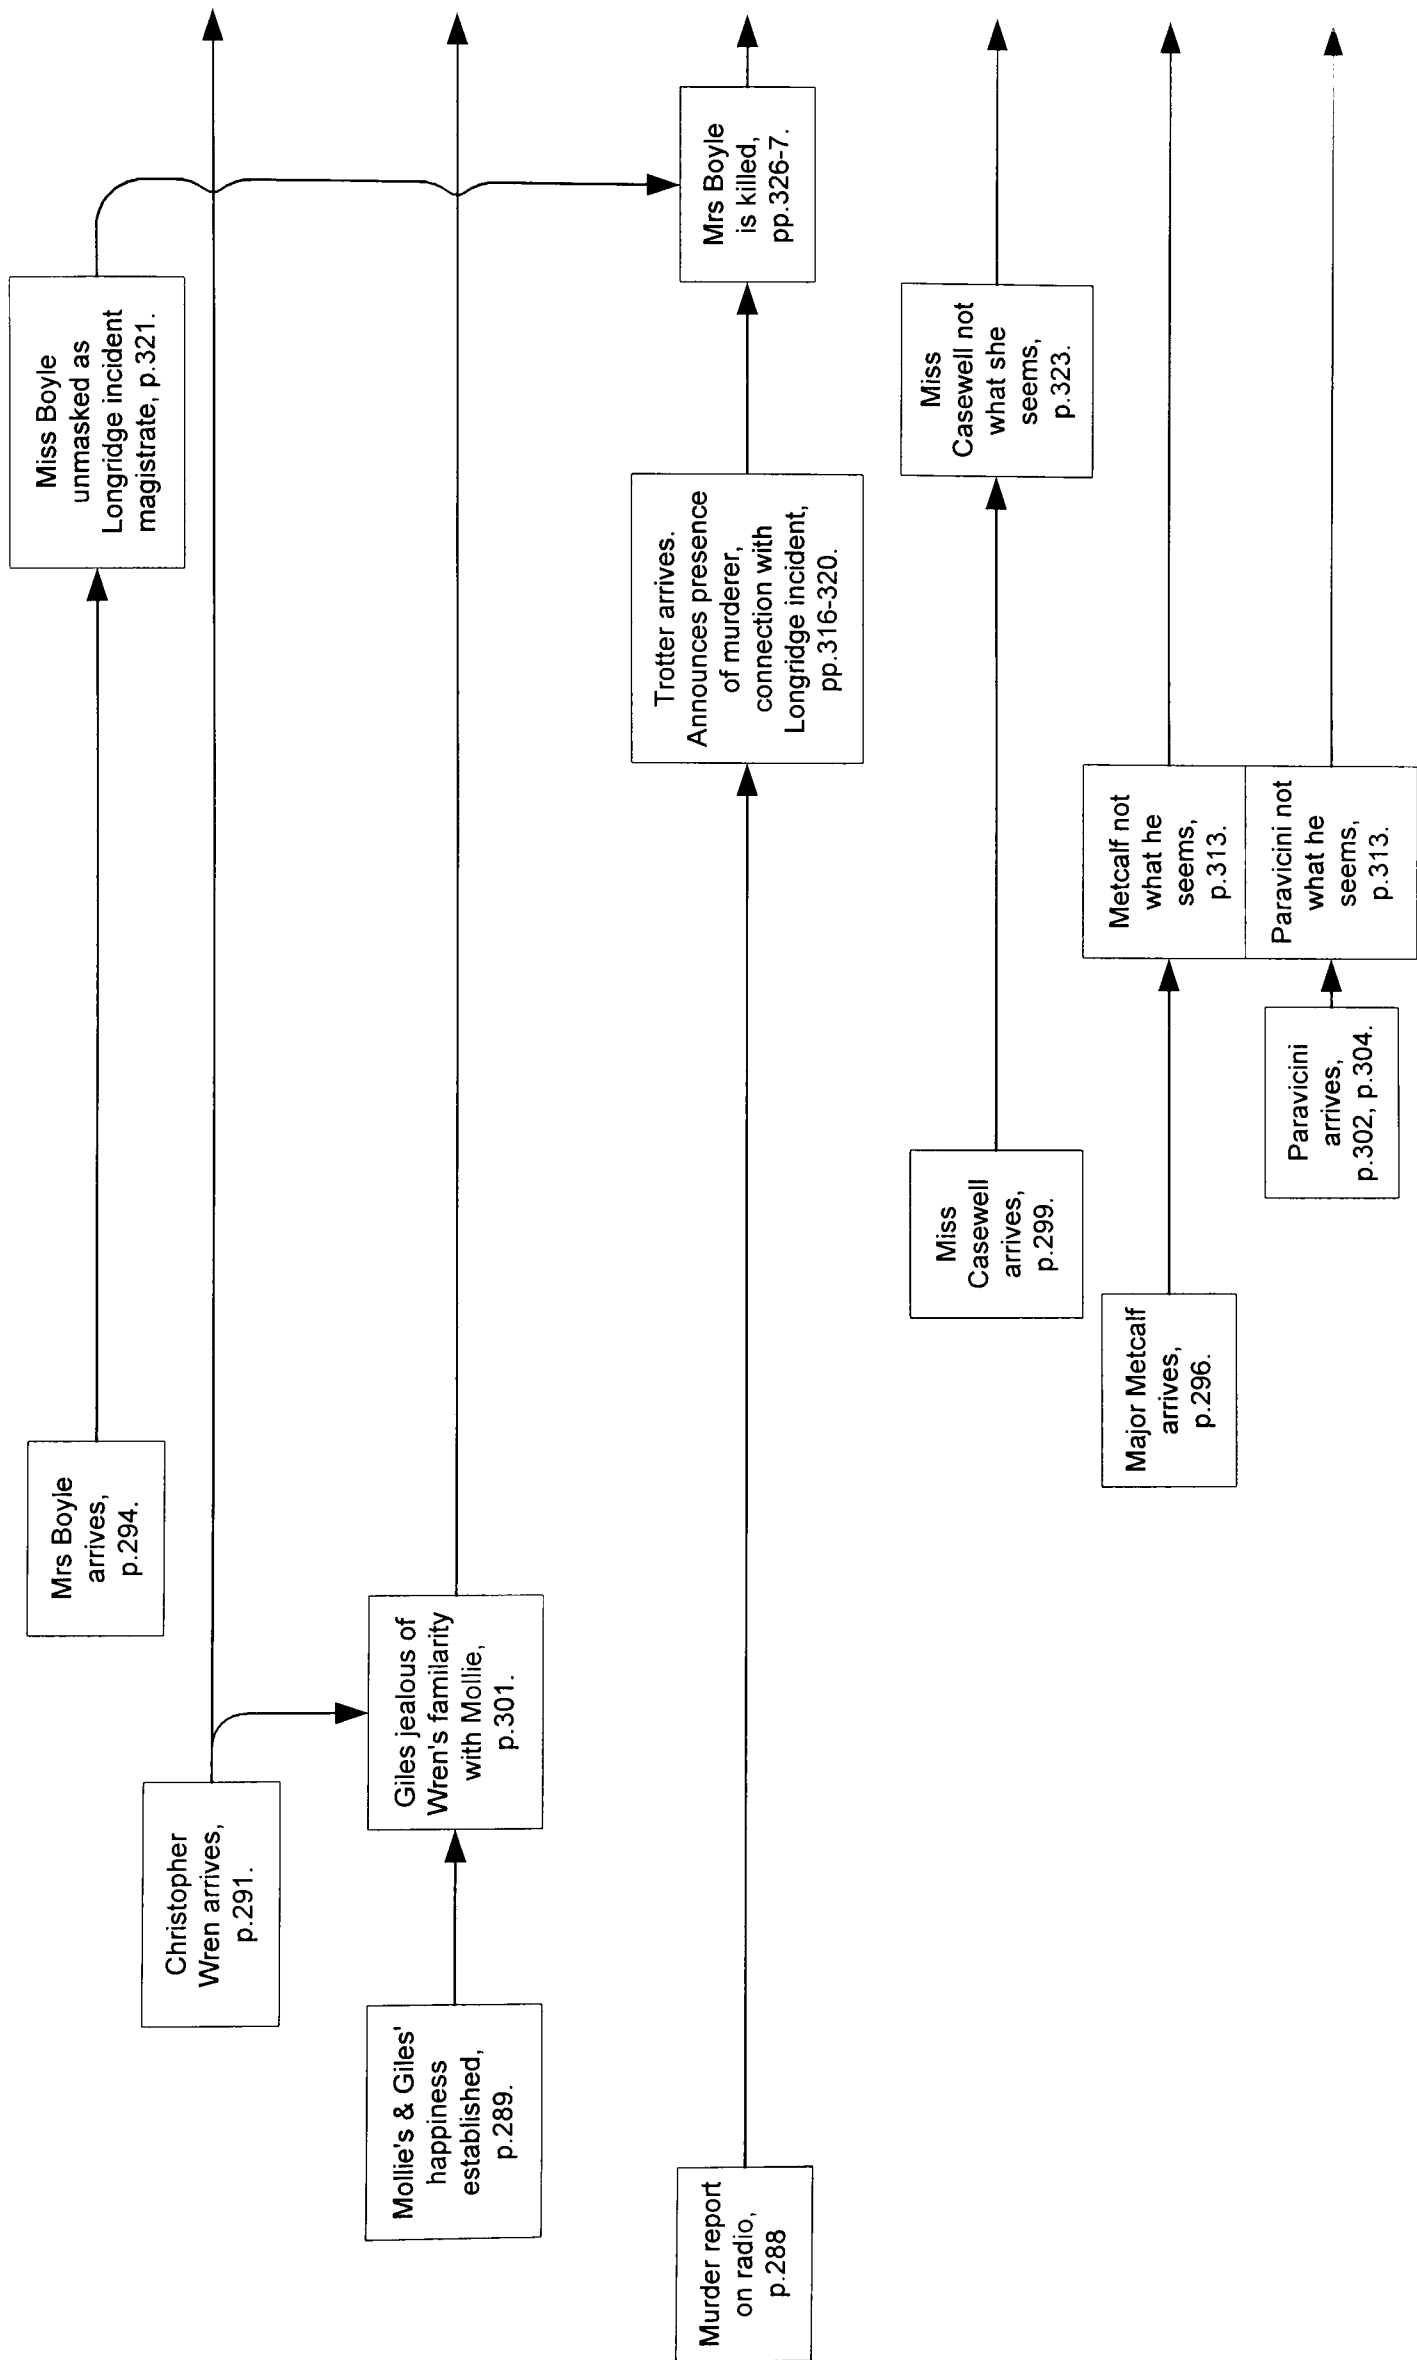 Mrs Boyle
arrives,
p.294.
Miss Boyle
unmasked as
Longridge incident
magistrate, p.321.
Christopher
Wren arrives,
p.291.
Mollie's & Giles'
happiness
established,
p.289.
Giles jealous of
Wren's familarity
with Mollie,
p.301.
Murder report
on radio,
p.288
Trotter arrives.
Announces presence
of murderer,
connection with
Longridge incident,
pp.316-320.
Mrs Boyle
is killed,
pp.326-7.
Miss
Casewell
arrives,
p.299.
Miss
Casewell not
what she
seems,
p.323.
Major Metcalf
arrives,
p.296.
Metcalf not
what he
seems,
p.313.
Paravicini
arrives,
p.302, p.304.
Paravicini not
what he
seems,
p.313.